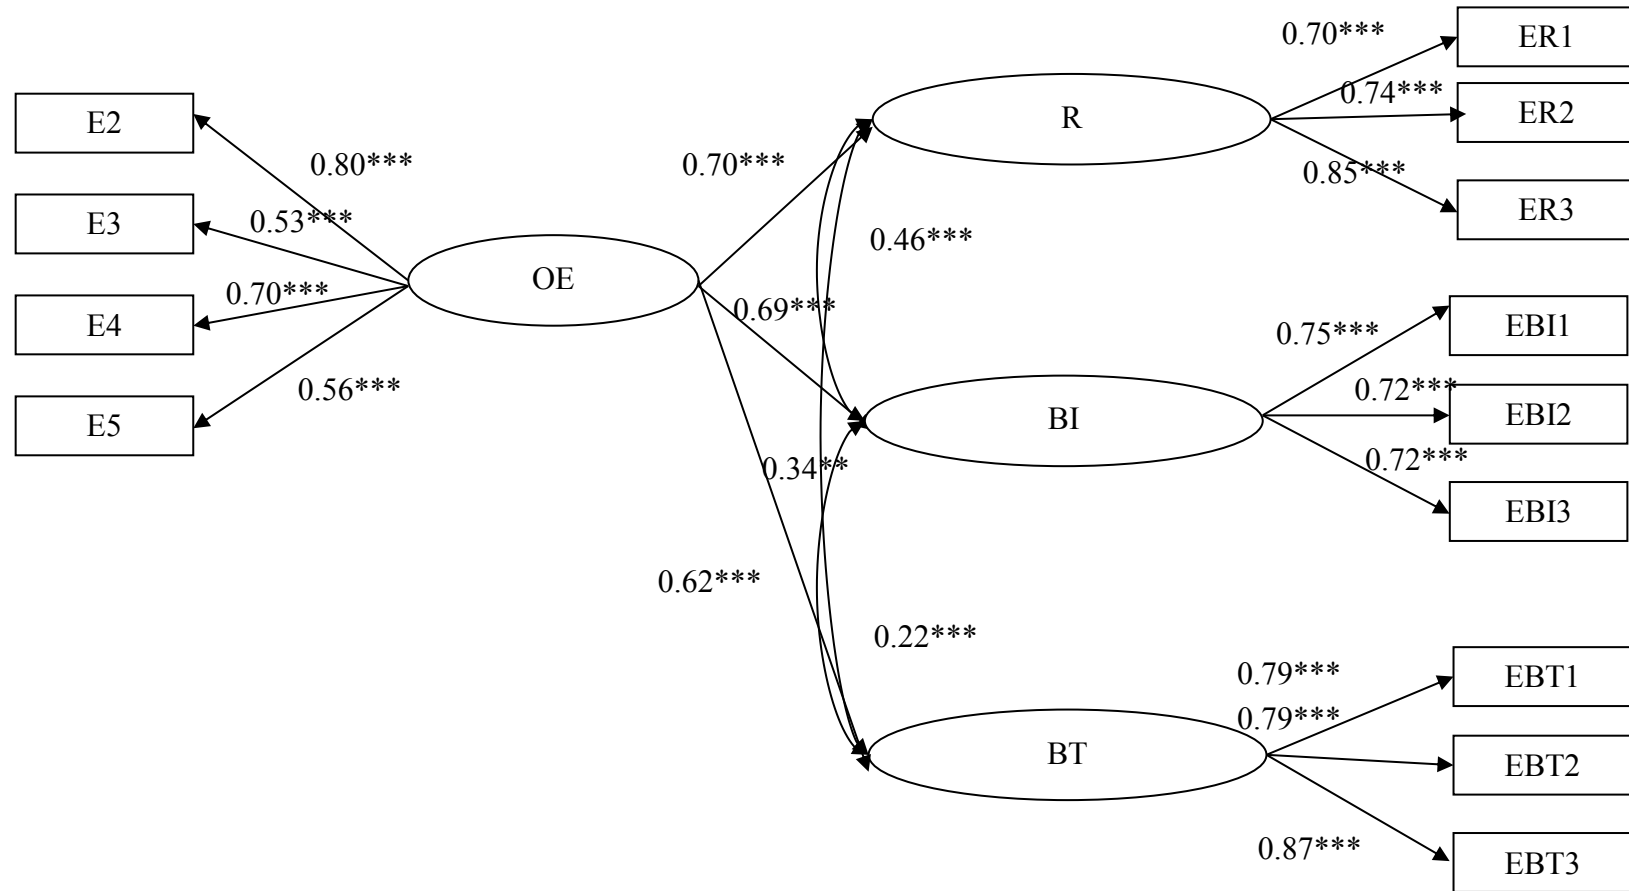 ER1
0.70***
ER2
0.74***
R
E2
0.80***
0.70***
0.85***
ER3
E3
0.53***
0.46***
OE
0.70***
E4
0.69***
EBI1
0.75***
0.56***
0.72***
E5
BI
EBI2
0.34**
0.72***
EBI3
0.62***
0.22***
0.79***
EBT1
0.79***
BT
EBT2
0.87***
EBT3